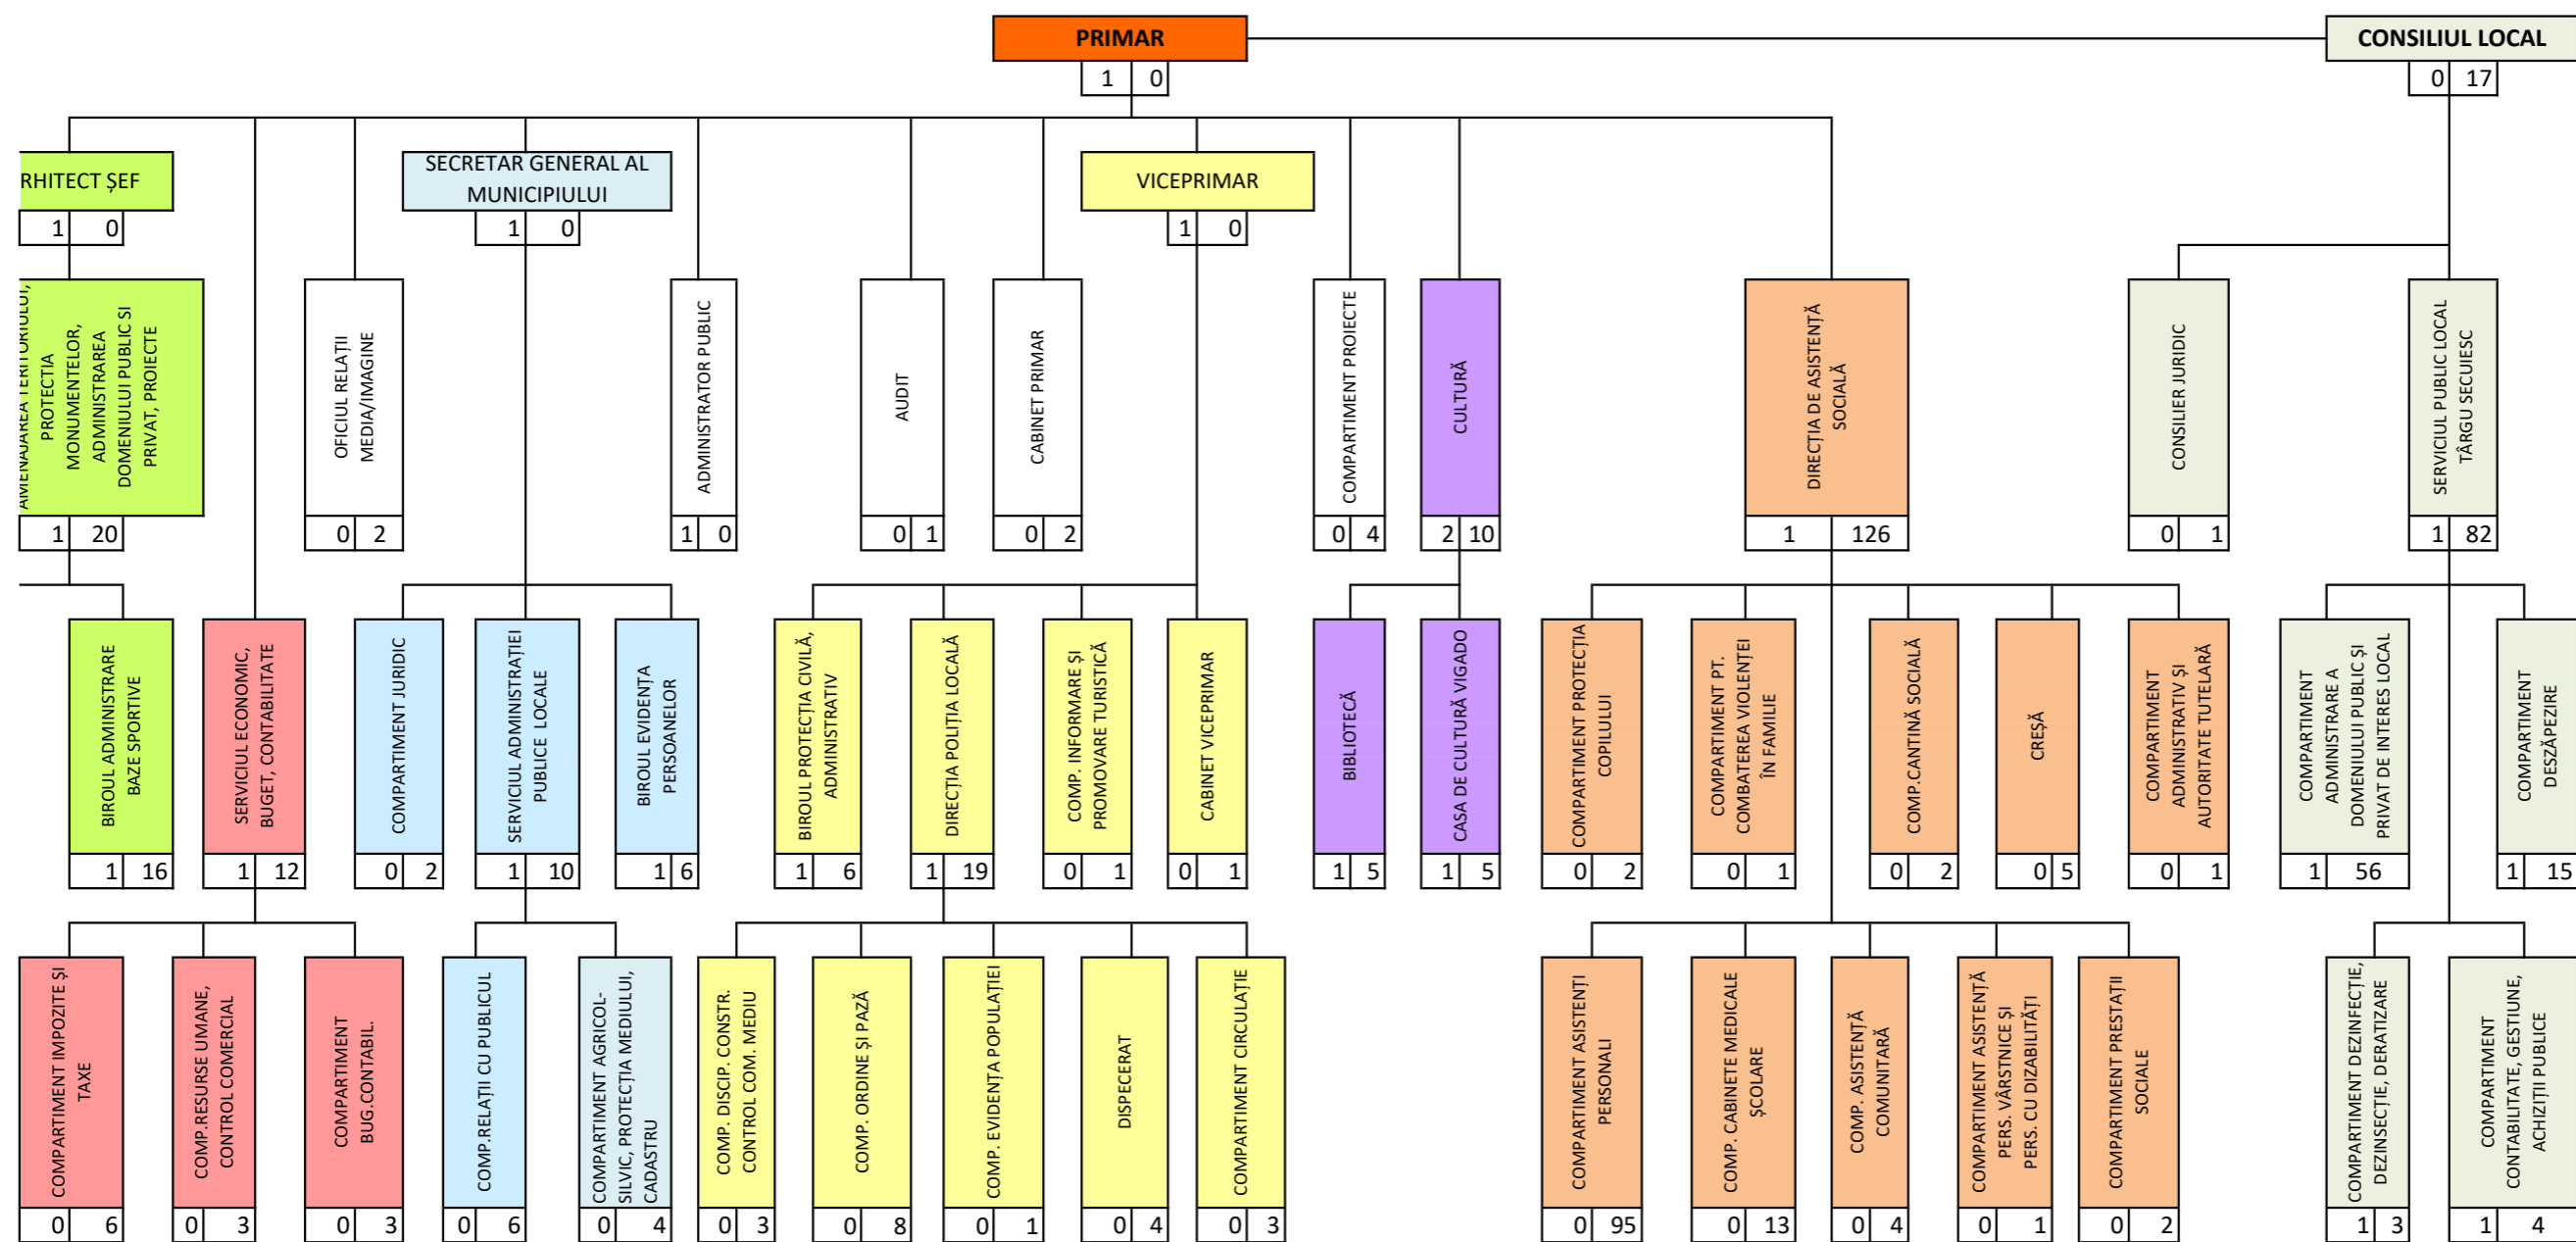 PRIMAR
CONSILIUL LOCAL
1 0
0 17
RHITECT ȘEF
SECRETAR GENERAL AL
MUNICIPIULUI
VICEPRIMAR
1 0
1 0
1 0
AMENAJAREA TERITORIULUI,
PROTECTIA
MONUMENTELOR,
ADMINISTRAREA
DOMENIULUI PUBLIC SI
PRIVAT, PROIECTE
OFICIUL RELAȚII
MEDIA/IMAGINE
ADMINISTRATOR PUBLIC
AUDIT
CABINET PRIMAR
COMPARTIMENT PROIECTE
CULTURĂ
DIRECȚIA DE ASISTENȚĂ
SOCIALĂ
CONSILIER JURIDIC
SERVICIUL PUBLIC LOCAL
TÂRGU SECUIESC
1 20
0 2
1 0
0 1
0 2
0 4
2 10
1 126
0 1
1 82
BIROUL ADMINISTRARE
BAZE SPORTIVE
SERVICIUL ECONOMIC,
BUGET, CONTABILITATE
COMPARTIMENT JURIDIC
SERVICIUL ADMINISTRAȚIEI
PUBLICE LOCALE
BIROUL EVIDENȚA
PERSOANELOR
BIROUL PROTECȚIA CIVILĂ,
ADMINISTRATIV
DIRECȚIA POLIȚIA LOCALĂ
COMP. INFORMARE ȘI
PROMOVARE TURISTICĂ
CABINET VICEPRIMAR
BIBLIOTECĂ
CASA DE CULTURĂ VIGADO
COMPARTIMENT PROTECȚIA
COPILULUI
COMPARTIMENT PT.
COMBATEREA VIOLENȚEI
ÎN FAMILIE
COMP.CANTINĂ SOCIALĂ
CREȘĂ
COMPARTIMENT
ADMINISTRATIV ȘI
AUTORITATE TUTELARĂ
COMPARTIMENT
ADMINISTRARE A
DOMENIULUI PUBLIC ȘI
PRIVAT DE INTERES LOCAL
COMPARTIMENT
DESZĂPEZIRE
1 16
1 12
0 2
1 10
1 6
1 6
1 19
0 1
0 1
1 5
1 5
0 2
0 1
0 2
0 5
0 1
1 56
1 15
COMPARTIMENT IMPOZITE ȘI
TAXE
COMP.RESURSE UMANE,
CONTROL COMERCIAL
COMPARTIMENT
BUG.CONTABIL.
COMP.RELAȚII CU PUBLICUL
COMPARTIMENT AGRICOL-
SILVIC, PROTECȚIA MEDIULUI,
CADASTRU
COMP. DISCIP. CONSTR.
CONTROL COM. MEDIU
COMP. ORDINE ȘI PAZĂ
COMP. EVIDENȚA POPULAȚIEI
DISPECERAT
COMPARTIMENT CIRCULAȚIE
COMPARTIMENT ASISTENȚI
PERSONALI
COMP. CABINETE MEDICALE
ȘCOLARE
COMP. ASISTENȚĂ
COMUNITARĂ
COMPARTIMENT ASISTENȚĂ
PERS. VÂRSTNICE ȘI
PERS. CU DIZABILITĂȚI
COMPARTIMENT PRESTAȚII
SOCIALE
COMPARTIMENT DEZINFECȚIE,
DEZINSECȚIE, DERATIZARE
COMPARTIMENT
CONTABILITATE, GESTIUNE,
ACHIZIȚII PUBLICE
0 6
0 3
0 3
0 6
0 4
0 3
0 8
0 1
0 4
0 3
0 95
0 13
0 4
0 1
0 2
1 3
1 4